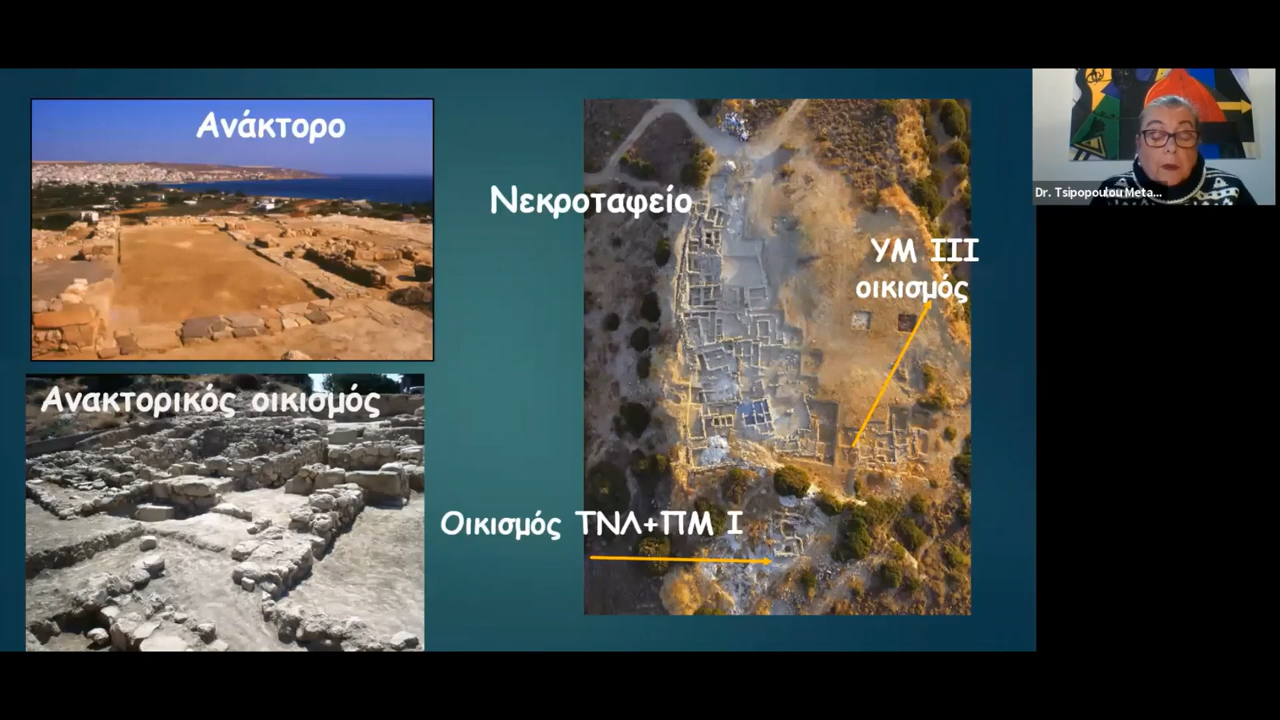 Ανάκτορο
Νεκροταφείο
ΥΜ ΙΙΙ
οικισμός
Ανακτορικός οικισμός
Οικισμός ΤΝΛ+ΠΜ Ι
Dr. Tsipopoulou Meta...